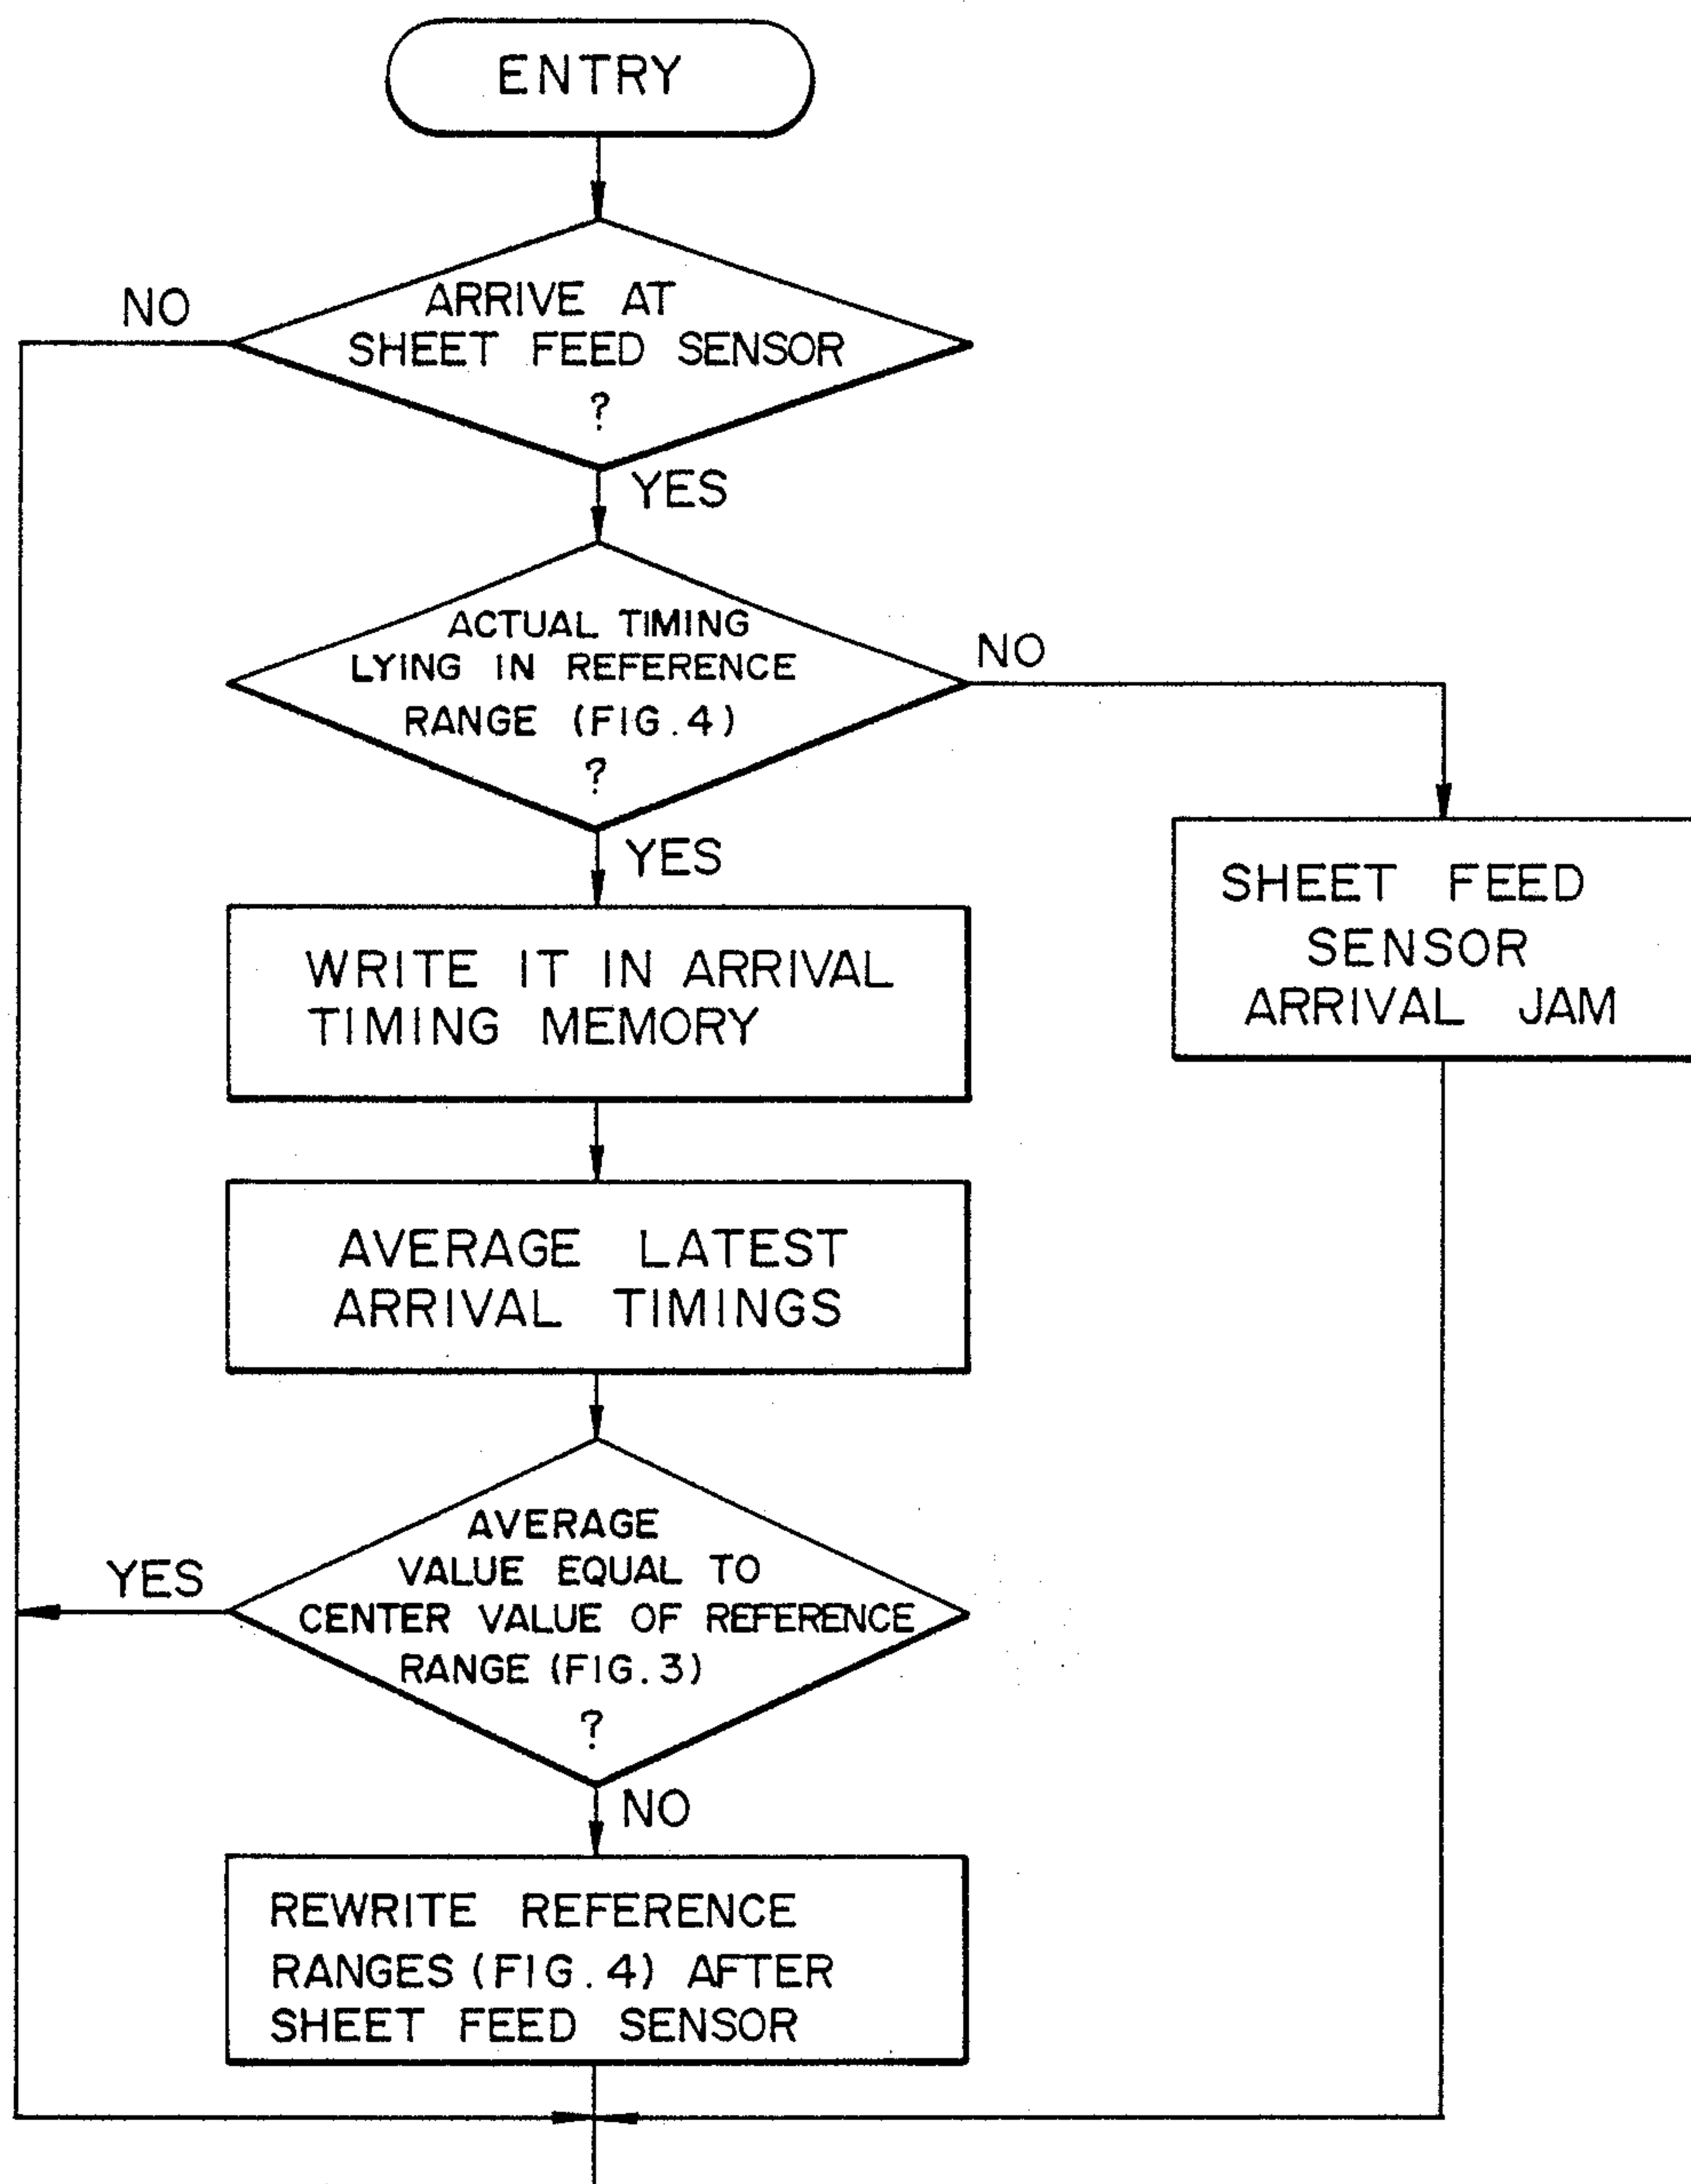 ENTRY
NO
ARRIVE AT
SHEET FEED SENSOR
?
YES
ACTUAL TIMING
LYING IN REFERENCE
RANGE (FIG.4)
?
NO
YES
SHEET FEED
SENSOR
ARRIVAL JAM
WRITE IT IN ARRIVAL
TIMING MEMORY
AVERAGE LATEST
ARRIVAL TIMINGS
AVERAGE
VALUE EQUAL TO
CENTER VALUE OF REFERENCE
RANGE (FIG.3)
?
YES
NO
REWRITE REFERENCE
RANGES (FIG.4) AFTER
SHEET FEED SENSOR